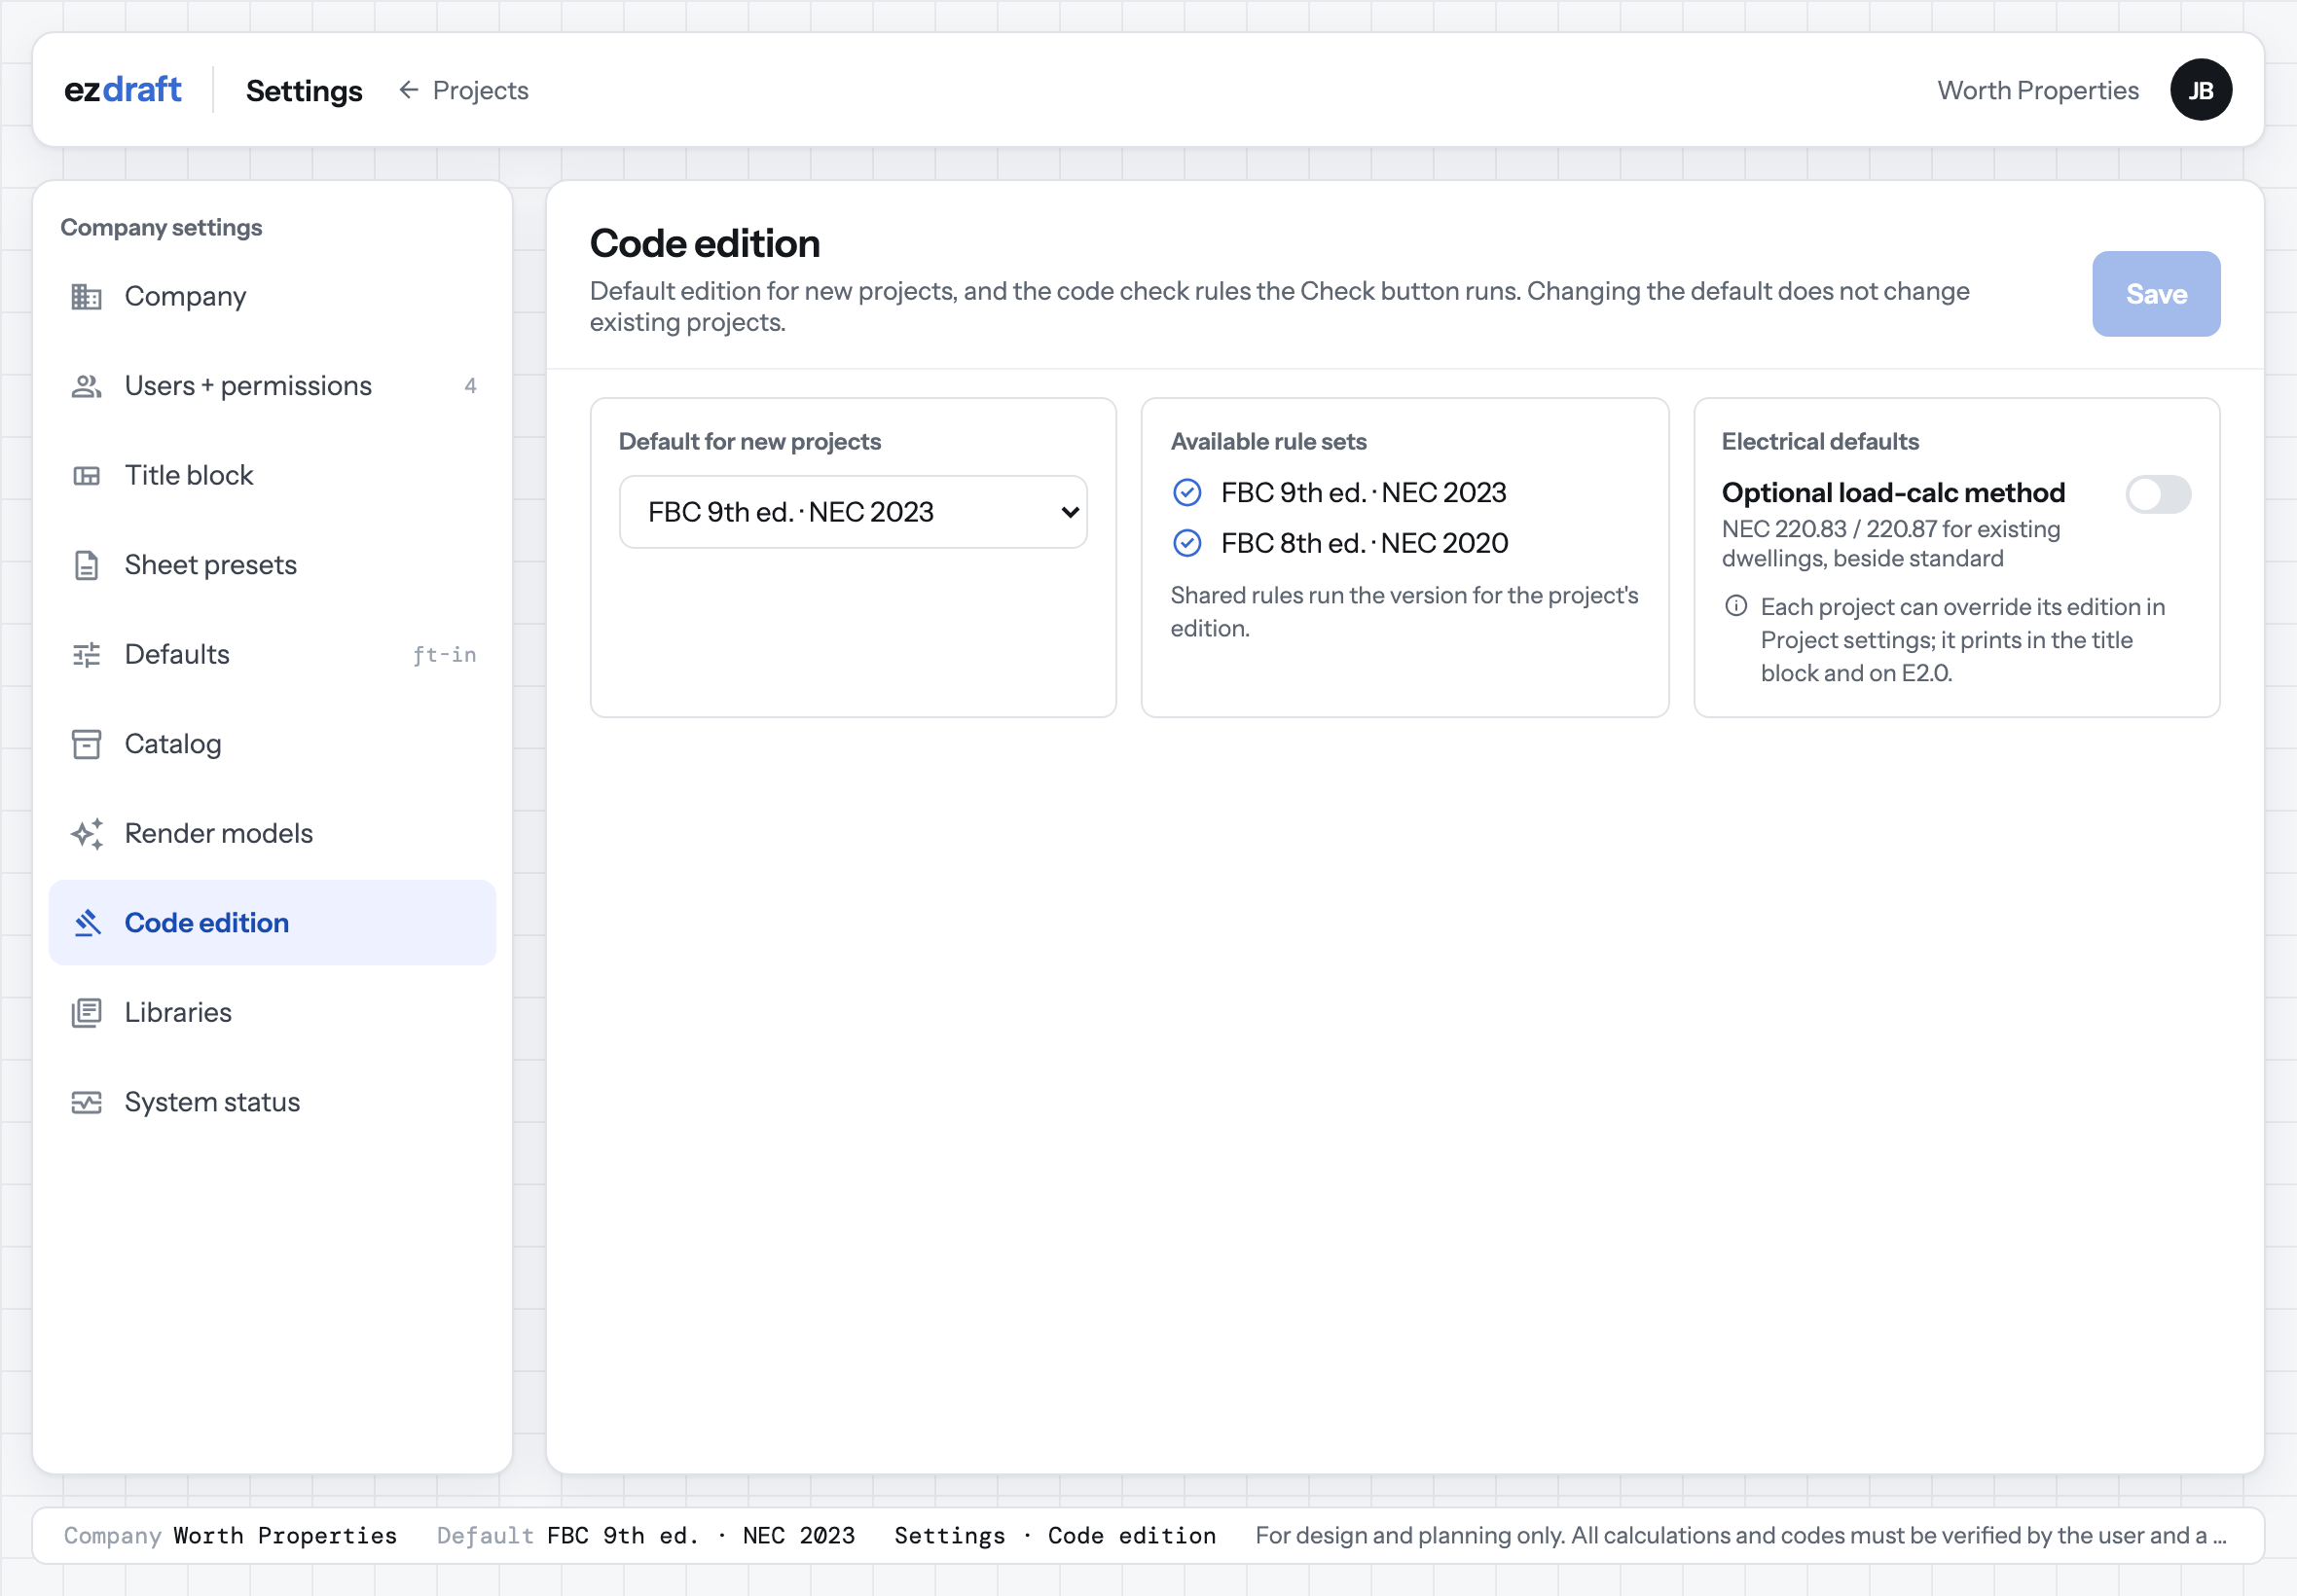 ezdraft
Settings
← Projects
Worth Properties
JB
Company settings
Company
Users + permissions 4
Title block
Sheet presets
Defaults ft-in
Catalog
Render models
Code edition
Libraries
System status
Code edition
Default edition for new projects, and the code check rules the Check button runs. Changing the default does not change
existing projects.
Save
Default for new projects
FBC 9th ed. · NEC 2023
Available rule sets
FBC 9th ed. · NEC 2023
FBC 8th ed. · NEC 2020
Shared rules run the version for the project's
edition.
Electrical defaults
Optional load-calc method
NEC 220.83 / 220.87 for existing
dwellings, beside standard
Each project can override its edition in
Project settings; it prints in the title
block and on E2.0.
Company Worth Properties Default FBC 9th ed. · NEC 2023 Settings · Code edition For design and planning only. All calculations and codes must be verified by the user and a ...